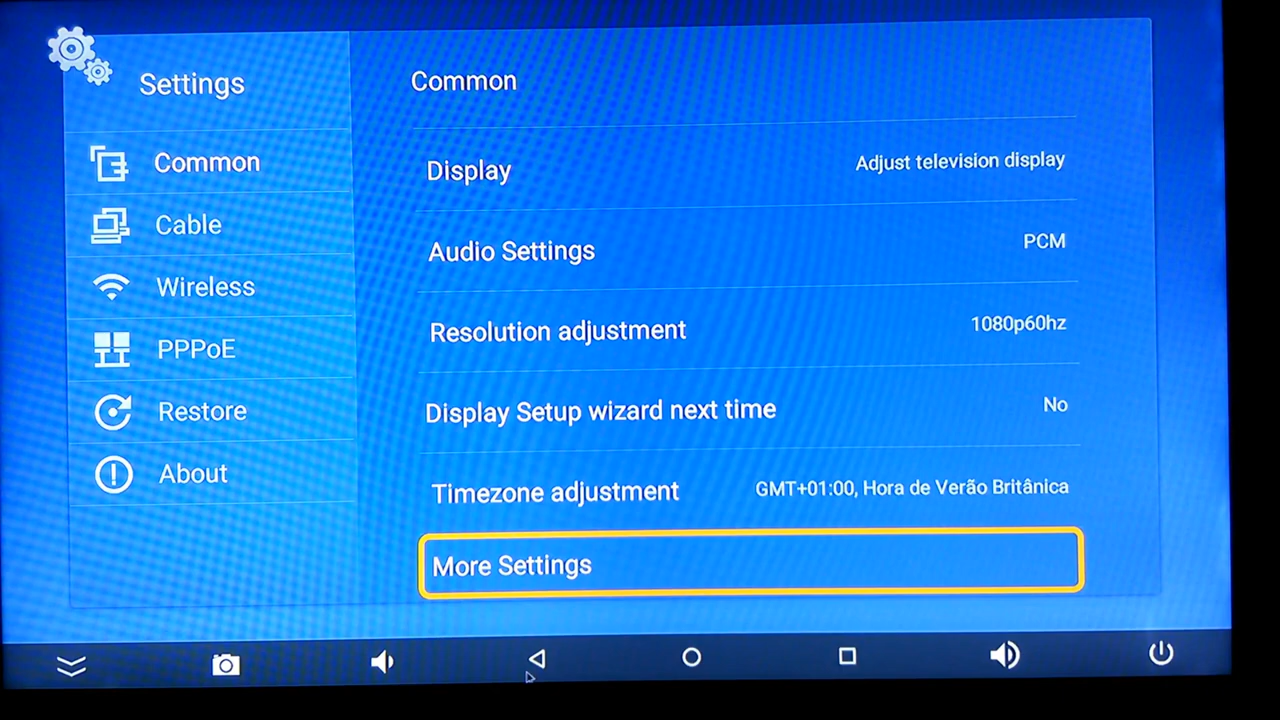 Settings
Common
Cable
Wireless
PPPoE
Restore
About
Common
Display Adjust television display
Audio Settings PCM
Resolution adjustment 1080p60hz
Display Setup wizard next time No
Timezone adjustment GMT+01:00, Hora de Verão Britânica
More Settings